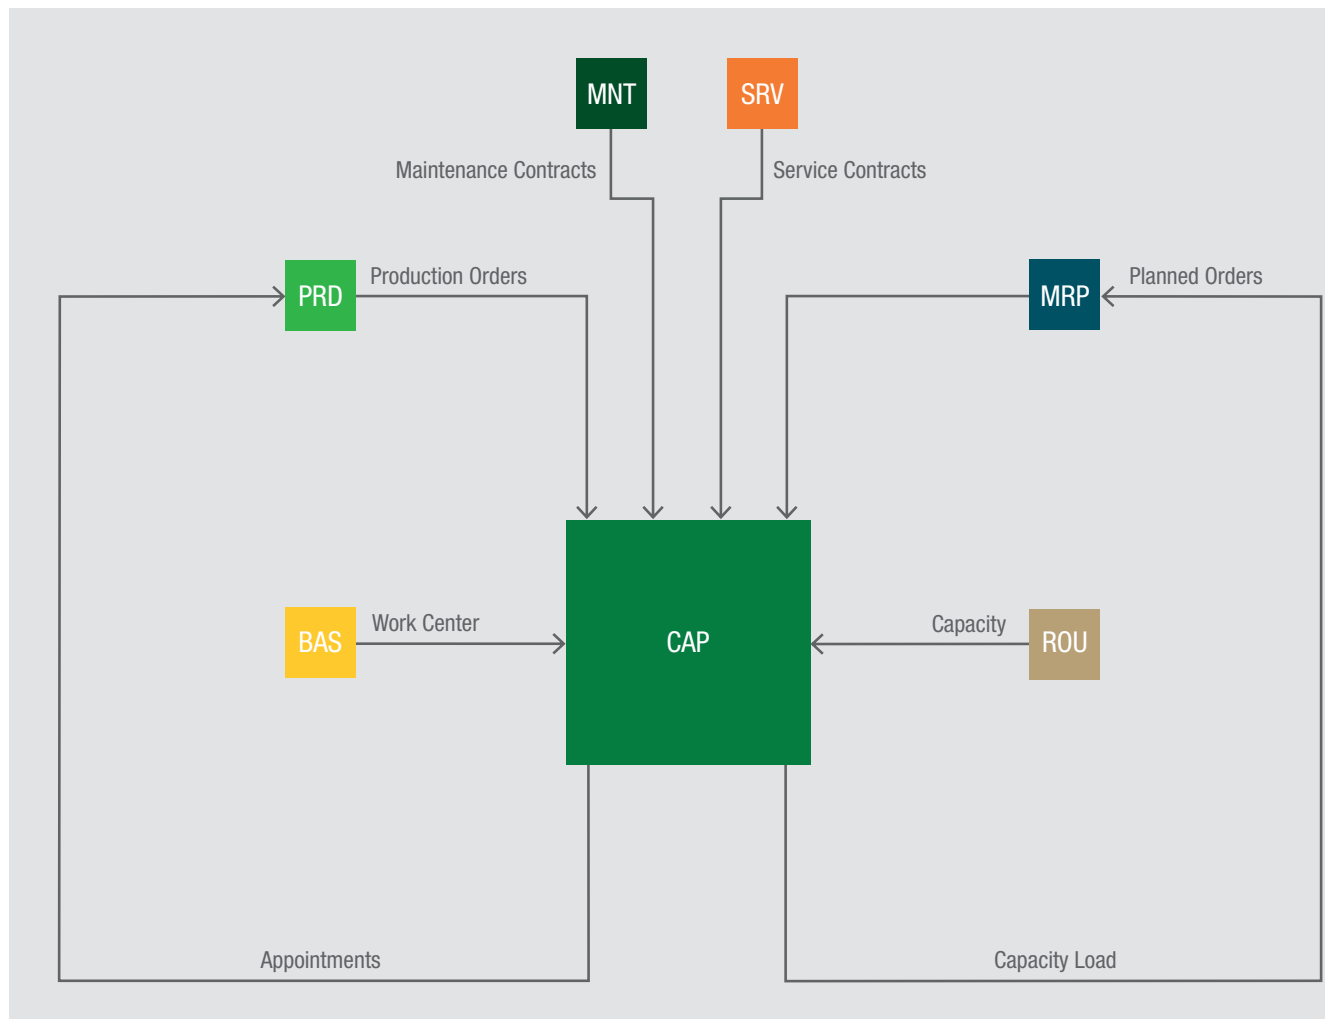 MNT
SRV
Maintenance Contracts
Service Contracts
PRD
Production Orders
MRP
Planned Orders
BAS
Work Center
CAP
Capacity
ROU
Appointments
Capacity Load